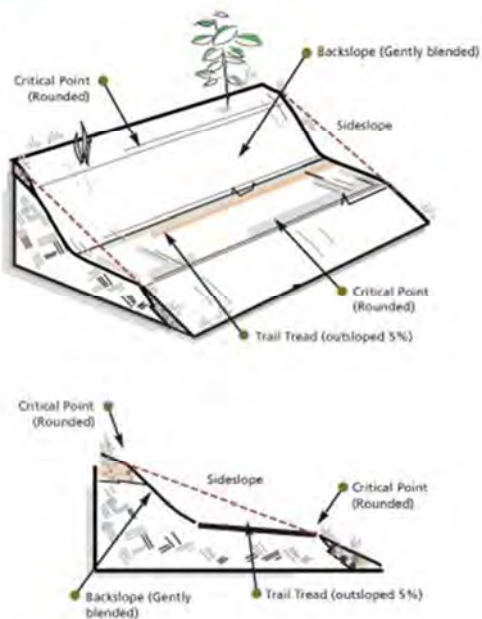 Backslope (Gently blended)
Critical Point
(Rounded)
Sideslope
Critical Point
(Rounded)
Trail Tread (outsloped 5%)
Critical Point
(Rounded)
Sideslope
Critical Point
(Rounded)
Backslope (Gently
blended)
Trail Tread (outsloped 5%)